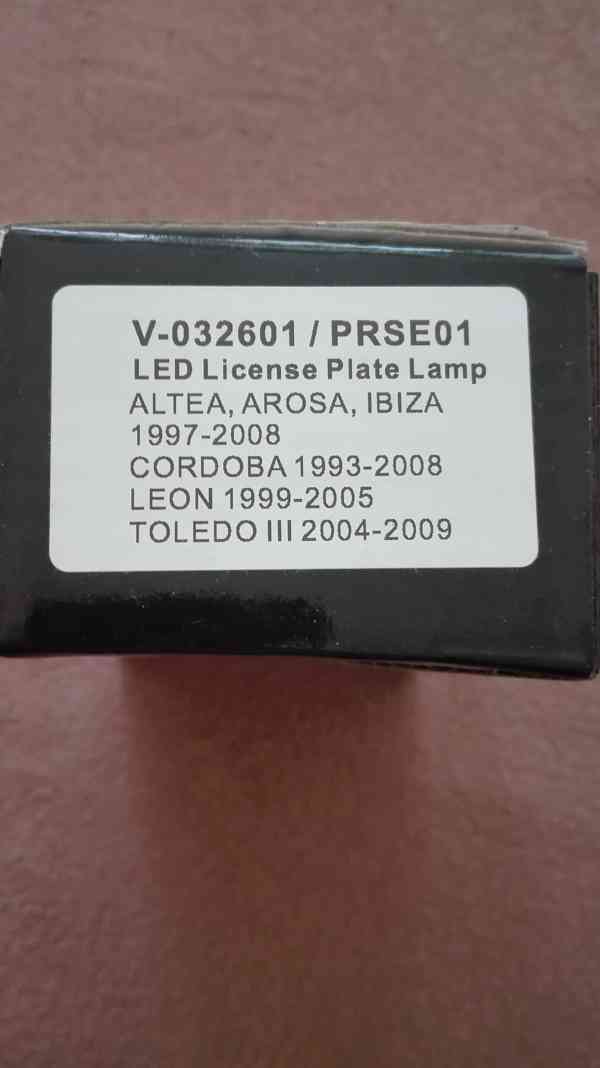 V-032601 / PRSE01
LED License Plate Lamp
ALTEA, AROSA, IBIZA
1997-2008
CORDOBA 1993-2008
LEON 1999-2005
TOLEDO III 2004-2009